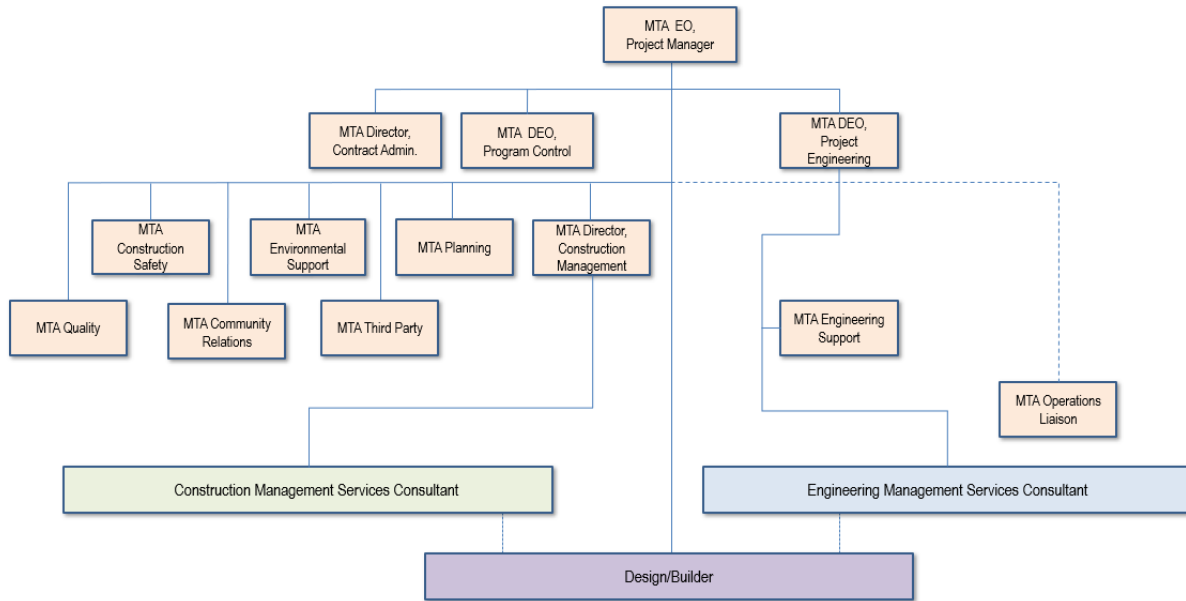 MTA EO,
Project Manager
MTA Director,
Contract Admin.
MTA DEO,
Program Control
MTA DEO,
Project
Engineering
MTA
Construction
Safety
MTA
Environmental
Support
MTA Planning
MTA Director,
Construction
Management
MTA Quality
MTA Community
Relations
MTA Third Party
MTA Engineering
Support
MTA Operations
Liaison
Construction Management Services Consultant
Engineering Management Services Consultant
Design/Builder